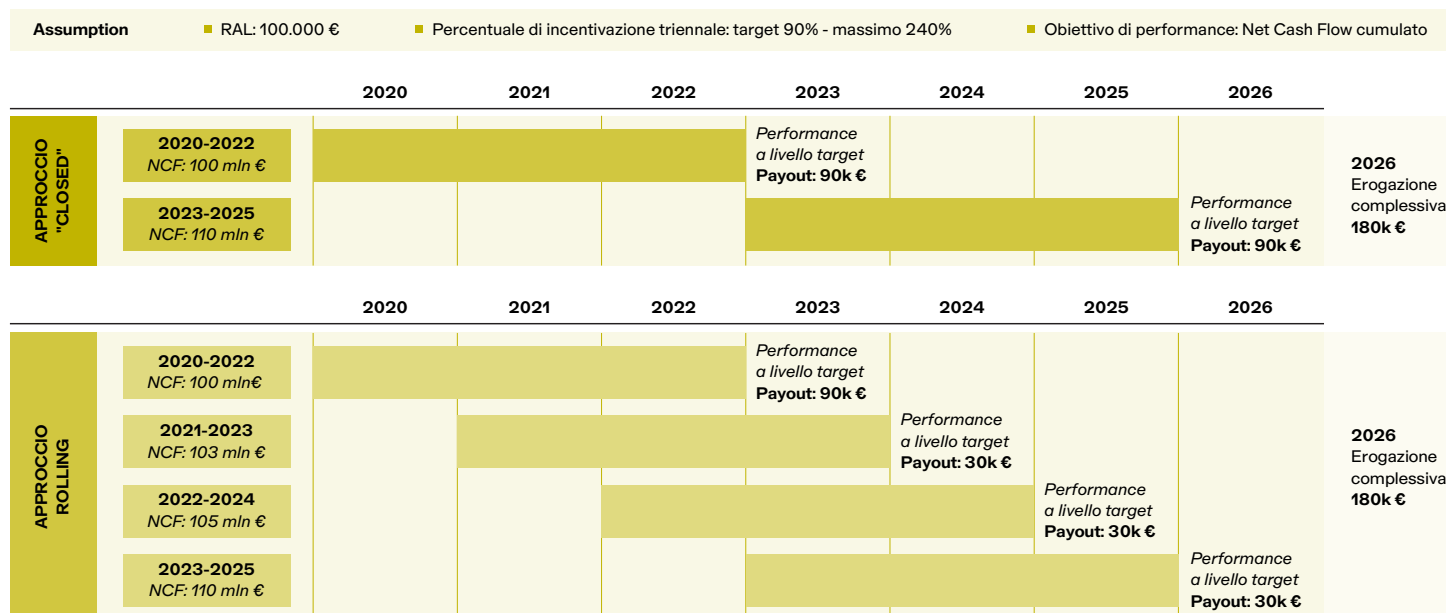 Assumption
RAL: 100.000 €
Percentuale di incentivazione triennale: target 90% - massimo 240%
Obiettivo di performance: Net Cash Flow cumulato
2020 2021 2022 2023 2024 2025 2026
APPROCCIO
"CLOSED"
2020-2022
NCF: 100 mln €
Performance
a livello target
Payout: 90k €
2023-2025
NCF: 110 mln €
Performance
a livello target
Payout: 90k €
2026
Erogazione
complessiva
180k €
2020 2021 2022 2023 2024 2025 2026
APPROCCIO
ROLLING
2020-2022
NCF: 100 mln€
Performance
a livello target
Payout: 90k €
2021-2023
NCF: 103 mln €
Performance
a livello target
Payout: 30k €
2022-2024
NCF: 105 mln €
Performance
a livello target
Payout: 30k €
2023-2025
NCF: 110 mln €
Performance
a livello target
Payout: 30k €
2026
Erogazione
complessiva
180k €